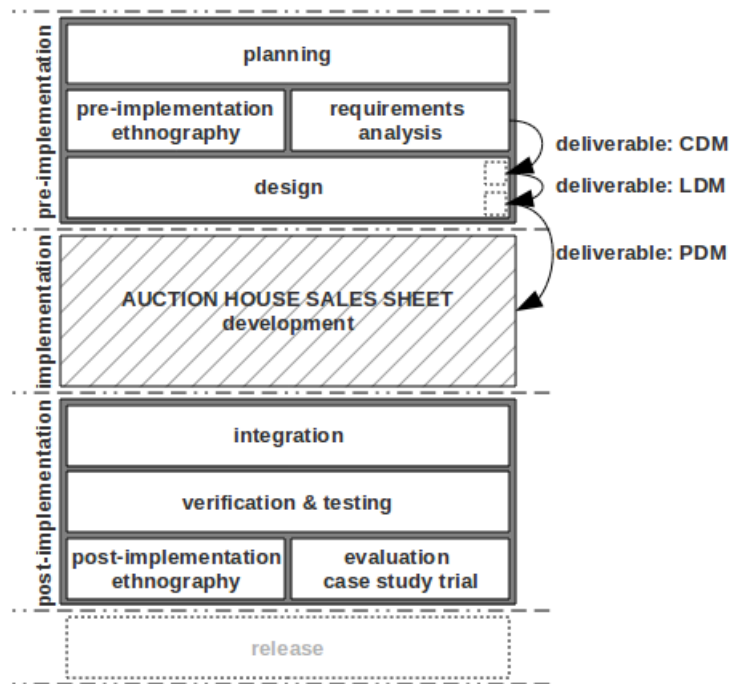 pre-implementation
planning
pre-implementation
ethnography
requirements
analysis
design
deliverable: CDM
deliverable: LDM
deliverable: PDM
implementation
AUCTION HOUSE SALES SHEET
development
post-implementation
integration
verification & testing
post-implementation
ethnography
evaluation
case study trial
release